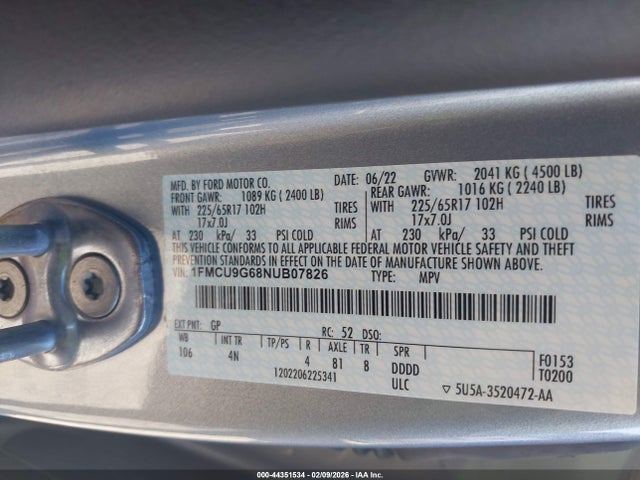 MFD. BY FORD MOTOR CO. DATE: 06/22 GVWR: 2041 KG ( 4500 LB)
FRONT GAWR: 1089 KG ( 2400 LB) REAR GAWR: 1016 KG ( 2240 LB)
WITH 225/65R17 102H TIRES WITH 225/65R17 102H TIRES
17x7.0J RIMS 17x7.0J RIMS
AT 230 kPa/ 33 PSI COLD AT 230 kPa/ 33 PSI COLD
THIS VEHICLE CONFORMS TO ALL APPLICABLE FEDERAL MOTOR VEHICLE SAFETY AND THEFT
PREVENTION STANDARDS IN EFFECT ON THE DATE OF MANUFACTURE SHOWN ABOVE.
VIN: 1FMCU9G68NUB07826 TYPE: MPV
EXT PNT: GP RC: 52 DSO:
WB INT TR TP/PS R AXLE TR SPR
106 4N 4 81 8 DDDD
ULC
F0153
T0200
1202206225341
▽ 5U5A-3520472-AA
000-44351534 - 02/09/2026 - IAA Inc.